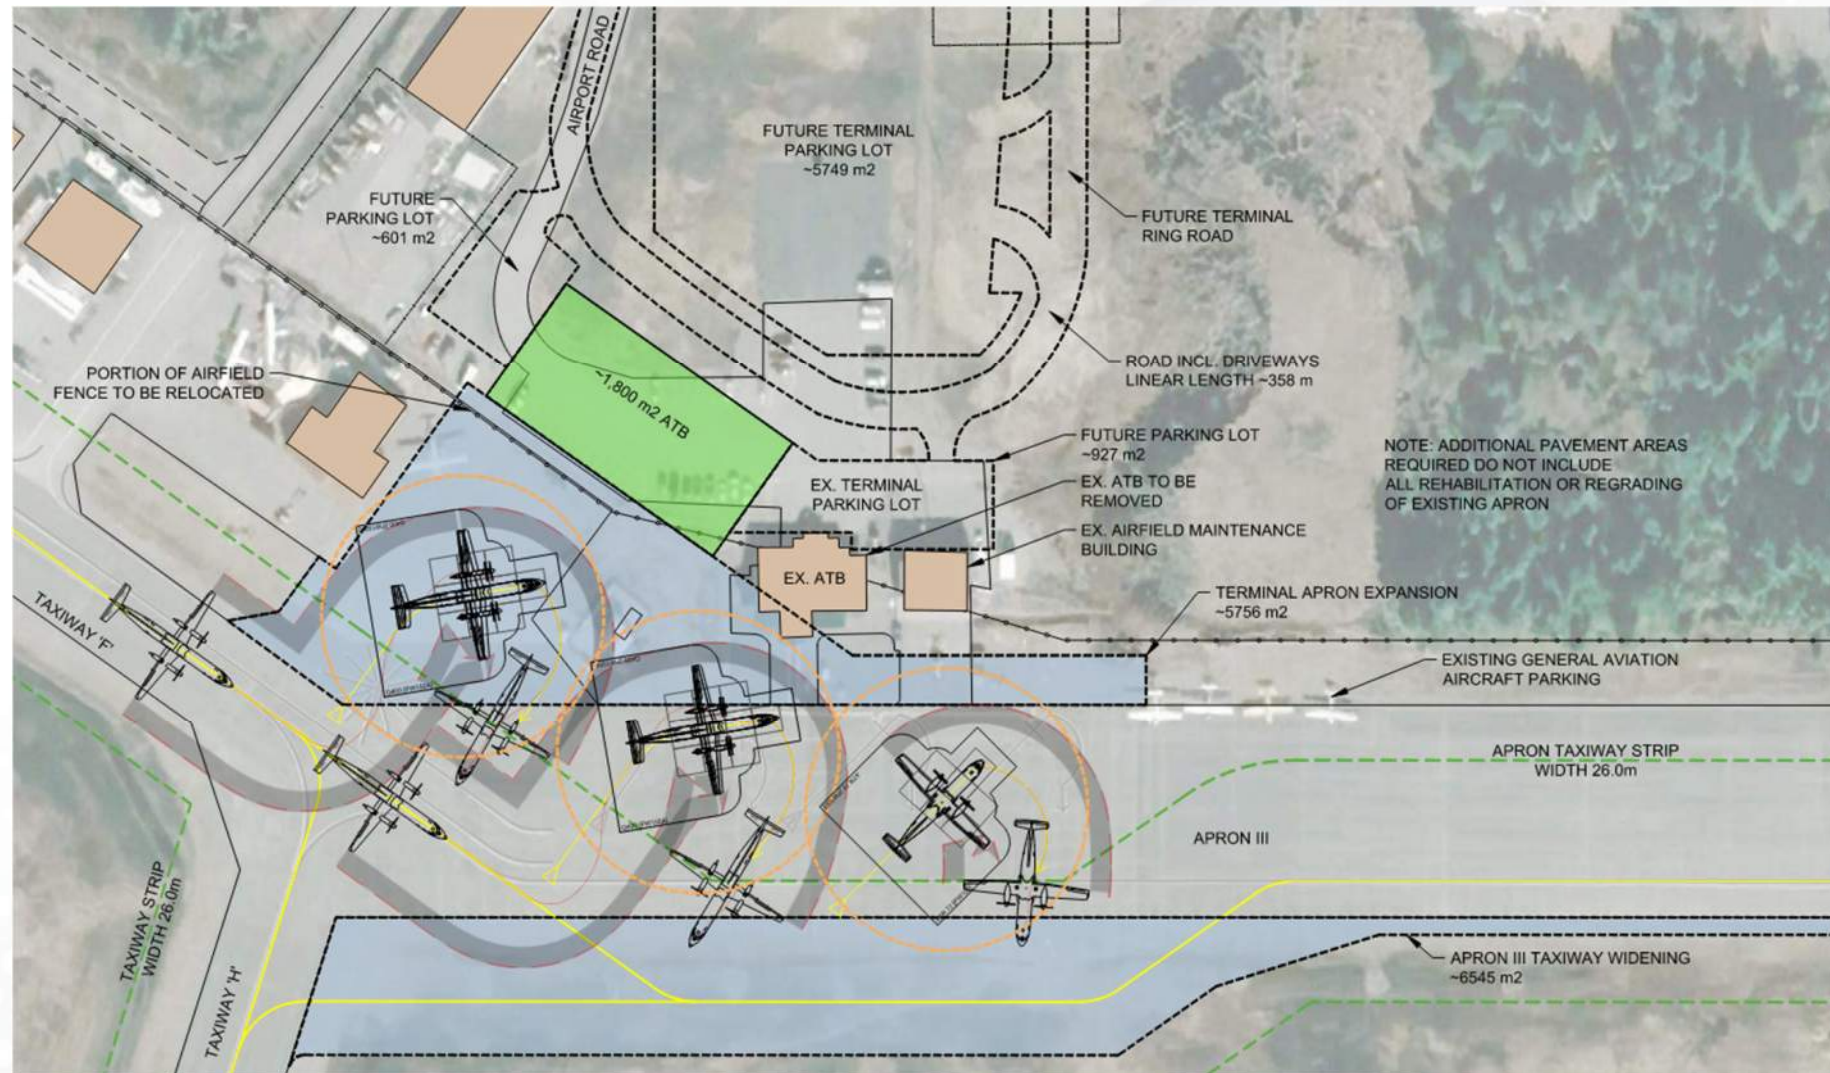 AIRPORT ROAD
FUTURE TERMINAL
PARKING LOT
~5749 m2
FUTURE
PARKING LOT
~601 m2
FUTURE TERMINAL
RING ROAD
PORTION OF AIRFIELD
FENCE TO BE RELOCATED
~1,800 m2 ATB
ROAD INCL. DRIVEWAYS
LINEAR LENGTH ~358 m
FUTURE PARKING LOT
~927 m2
NOTE: ADDITIONAL PAVEMENT AREAS
REQUIRED DO NOT INCLUDE
ALL REHABILITATION OR REGRADING
OF EXISTING APRON
EX. TERMINAL
PARKING LOT
EX. ATB TO BE
REMOVED
EX. AIRFIELD MAINTENANCE
BUILDING
EX. ATB
TERMINAL APRON EXPANSION
~5756 m2
TAXIWAY 'F'
EXISTING GENERAL AVIATION
AIRCRAFT PARKING
APRON TAXIWAY STRIP
WIDTH 26.0m
APRON III
TAXIWAY STRIP
WIDTH 26.0m
TAXIWAY 'H'
APRON III TAXIWAY WIDENING
~6545 m2